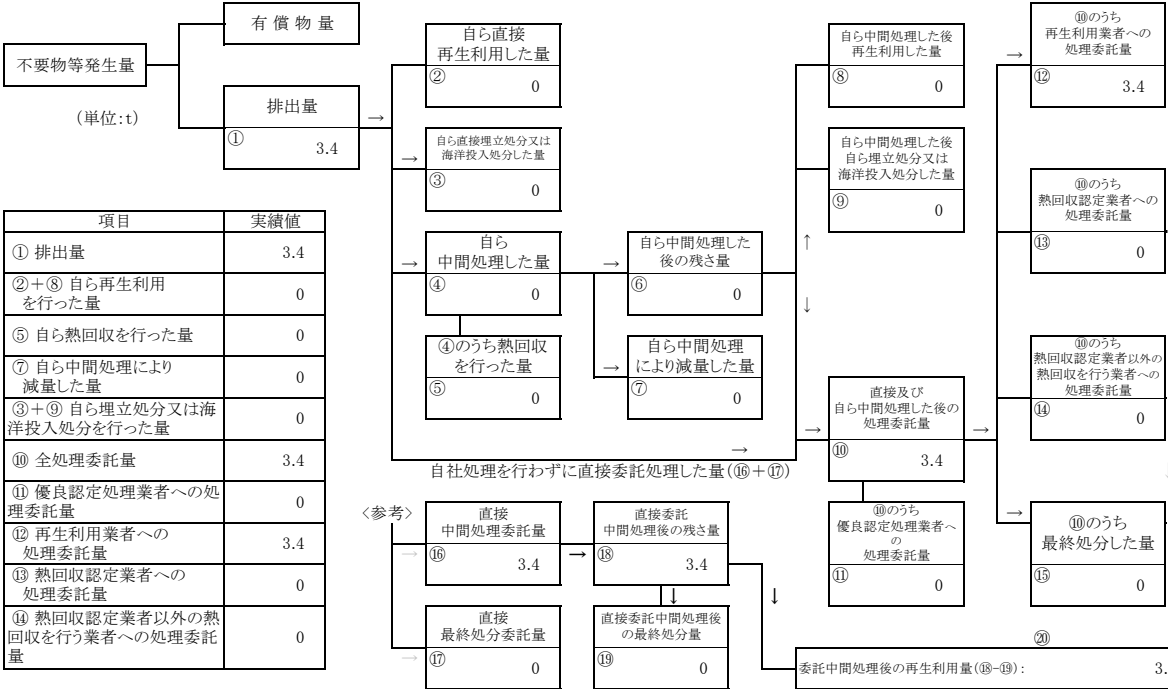 不要物等発生量
(単位:t)
有償物量
排出量
①
3.4
→
自ら直接
再生利用した量
②
0
→
自ら直接埋立処分又は
海洋投入処分した量
③
0
→
自ら
中間処理した量
④
0
④のうち熱回収
を行った量
⑤
0
→
自ら中間処理した
後の残さ量
⑥
0
→
自ら中間処理
により減量した量
⑦
0
自ら中間処理した後
再生利用した量
⑧
0
自ら中間処理した後
自ら埋立処分又は
海洋投入処分した量
⑨
0
↑
↓
→
自社処理を行わずに直接委託処理した量(⑯+⑰)
→
直接及び
自ら中間処理した後の
処理委託量
⑩
3.4
→
⑩のうち
優良認定処理業者へ
の
処理委託量
⑪
0
→
⑩のうち
再生利用業者への
処理委託量
⑫
3.4
⑩のうち
熱回収認定業者への
処理委託量
⑬
0
⑩のうち
熱回収認定業者以外の
熱回収を行う業者への
処理委託量
⑭
0
→
⑩のうち
最終処分した量
⑮
0
項目 実績値
① 排出量 3.4
②+⑧ 自ら再生利用
を行った量 0
⑤ 自ら熱回収を行った量 0
⑦ 自ら中間処理により
減量した量 0
③+⑨ 自ら埋立処分又は海
洋投入処分を行った量 0
⑩ 全処理委託量 3.4
⑪ 優良認定処理業者への処
理委託量 0
⑫ 再生利用業者への
処理委託量 3.4
⑬ 熱回収認定業者への
処理委託量 0
⑭ 熱回収認定業者以外の熱
回収を行う業者への処理委託
量 0
〈参考〉
→
直接
中間処理委託量
⑯
3.4
→
直接委託
中間処理後の残さ量
⑱
3.4
↓
↓
→
直接
最終処分委託量
⑰
0
直接委託中間処理後
の最終処分量
⑲
0
⑳
委託中間処理後の再生利用量(⑱-⑲): 3.